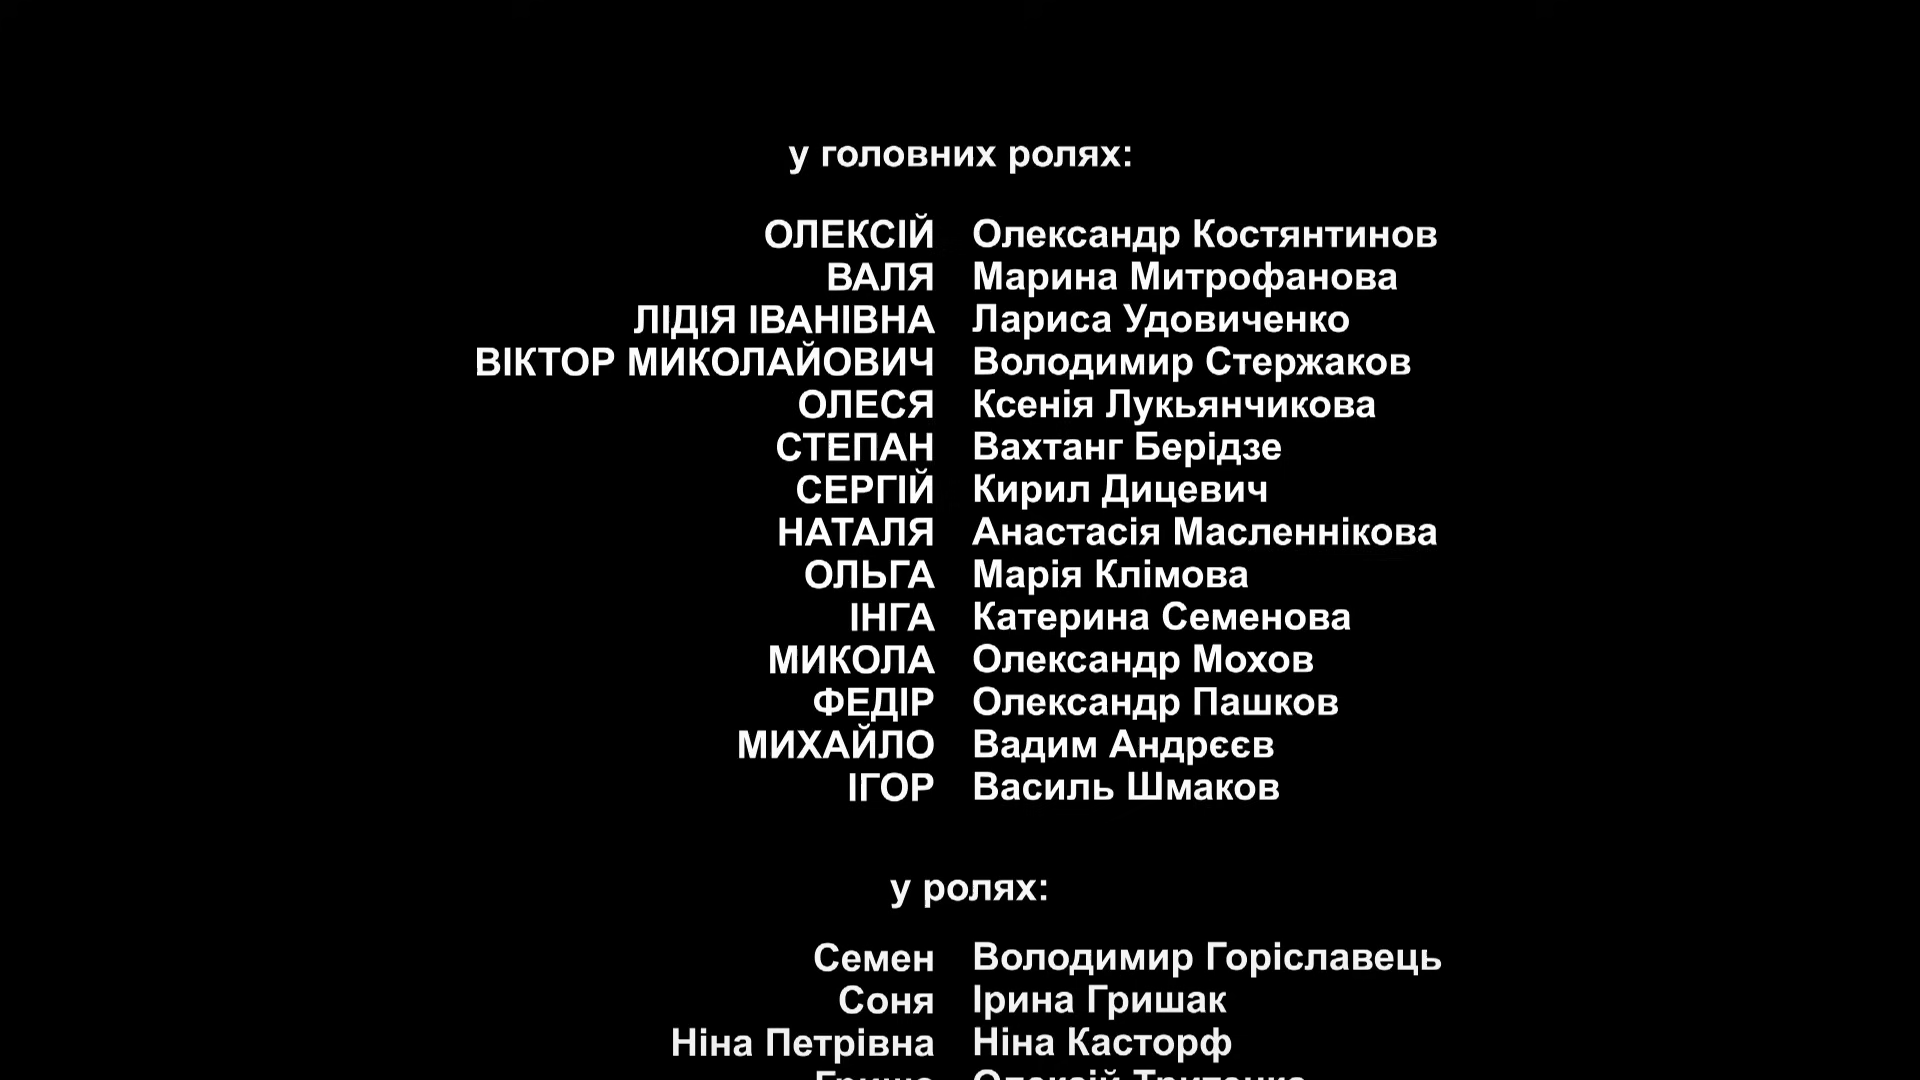 у головних ролях:
ОЛЕКСІЙ Олександр Костянтинов
ВАЛЯ Марина Митрофанова
ЛІДІЯ ІВАНІВНА Лариса Удовиченко
ВІКТОР МИКОЛАЙОВИЧ Володимир Стержаков
ОЛЕСЯ Ксенія Лукьянчикова
СТЕПАН Вахтанг Берідзе
СЕРГІЙ Кирил Дицевич
НАТАЛЯ Анастасія Масленнікова
ОЛЬГА Марія Клімова
ІНГА Катерина Семенова
МИКОЛА Олександр Мохов
ФЕДІР Олександр Пашков
МИХАЙЛО Вадим Андрєєв
ІГОР Василь Шмаков
у ролях:
Семен Володимир Горіславець
Соня Ірина Гришак
Ніна Петрівна Ніна Касторф